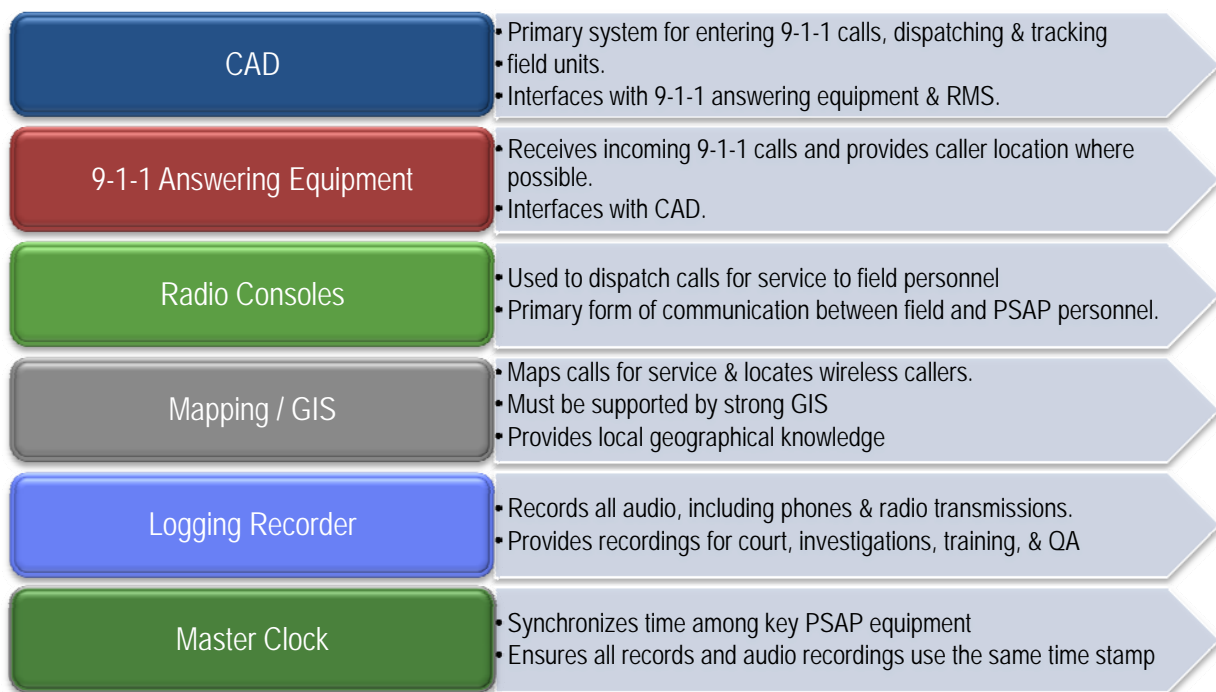 CAD
• Primary system for entering 9-1-1 calls, dispatching & tracking
• field units.
• Interfaces with 9-1-1 answering equipment & RMS.
9-1-1 Answering Equipment
• Receives incoming 9-1-1 calls and provides caller location where
possible.
• Interfaces with CAD.
Radio Consoles
• Used to dispatch calls for service to field personnel
• Primary form of communication between field and PSAP personnel.
Mapping / GIS
• Maps calls for service & locates wireless callers.
• Must be supported by strong GIS
• Provides local geographical knowledge
Logging Recorder
• Records all audio, including phones & radio transmissions.
• Provides recordings for court, investigations, training, & QA
Master Clock
• Synchronizes time among key PSAP equipment
• Ensures all records and audio recordings use the same time stamp